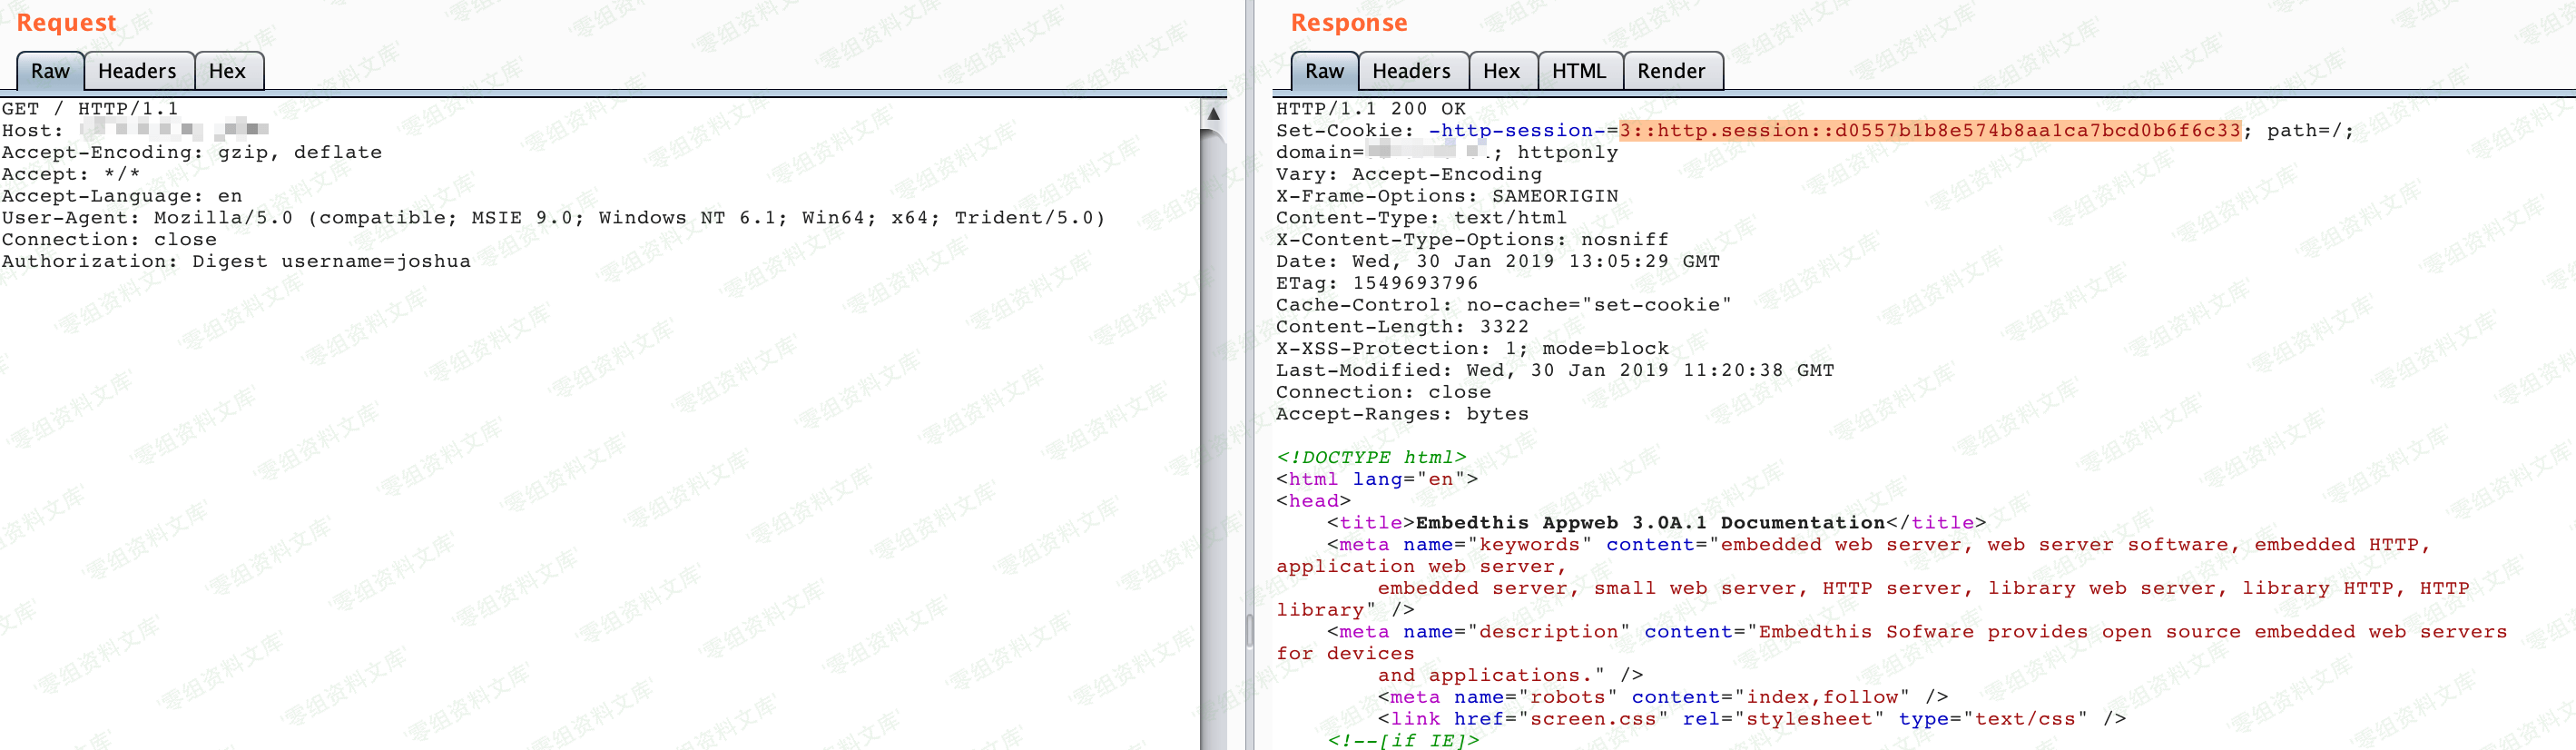 Request
Raw
Headers
Hex
GET / HTTP/1.1
Host:
Accept-Encoding: gzip, deflate
Accept: */*
Accept-Language: en
User-Agent: Mozilla/5.0 (compatible; MSIE 9.0; Windows NT 6.1; Win64; x64; Trident/5.0)
Connection: close
Authorization: Digest username=joshua
Response
Raw
Headers
Hex
HTML
Render
HTTP/1.1 200 OK
Set-Cookie: -http-session-=3::http.session::d0557b1b8e574b8aa1ca7bcd0b6f6c33; path=/;
domain= ; httponly
Vary: Accept-Encoding
X-Frame-Options: SAMEORIGIN
Content-Type: text/html
X-Content-Type-Options: nosniff
Date: Wed, 30 Jan 2019 13:05:29 GMT
ETag: 1549693796
Cache-Control: no-cache="set-cookie"
Content-Length: 3322
X-XSS-Protection: 1; mode=block
Last-Modified: Wed, 30 Jan 2019 11:20:38 GMT
Connection: close
Accept-Ranges: bytes
<!DOCTYPE html>
<html lang="en">
<head>
<title>Embedthis Appweb 3.0A.1 Documentation</title>
<meta name="keywords" content="embedded web server, web server software, embedded HTTP,
application web server,
embedded server, small web server, HTTP server, library web server, library HTTP, HTTP
library" />
<meta name="description" content="Embedthis Sofware provides open source embedded web servers
for devices
and applications." />
<meta name="robots" content="index,follow" />
<link href="screen.css" rel="stylesheet" type="text/css" />
<!--[if IE]>
'零组资料文库'